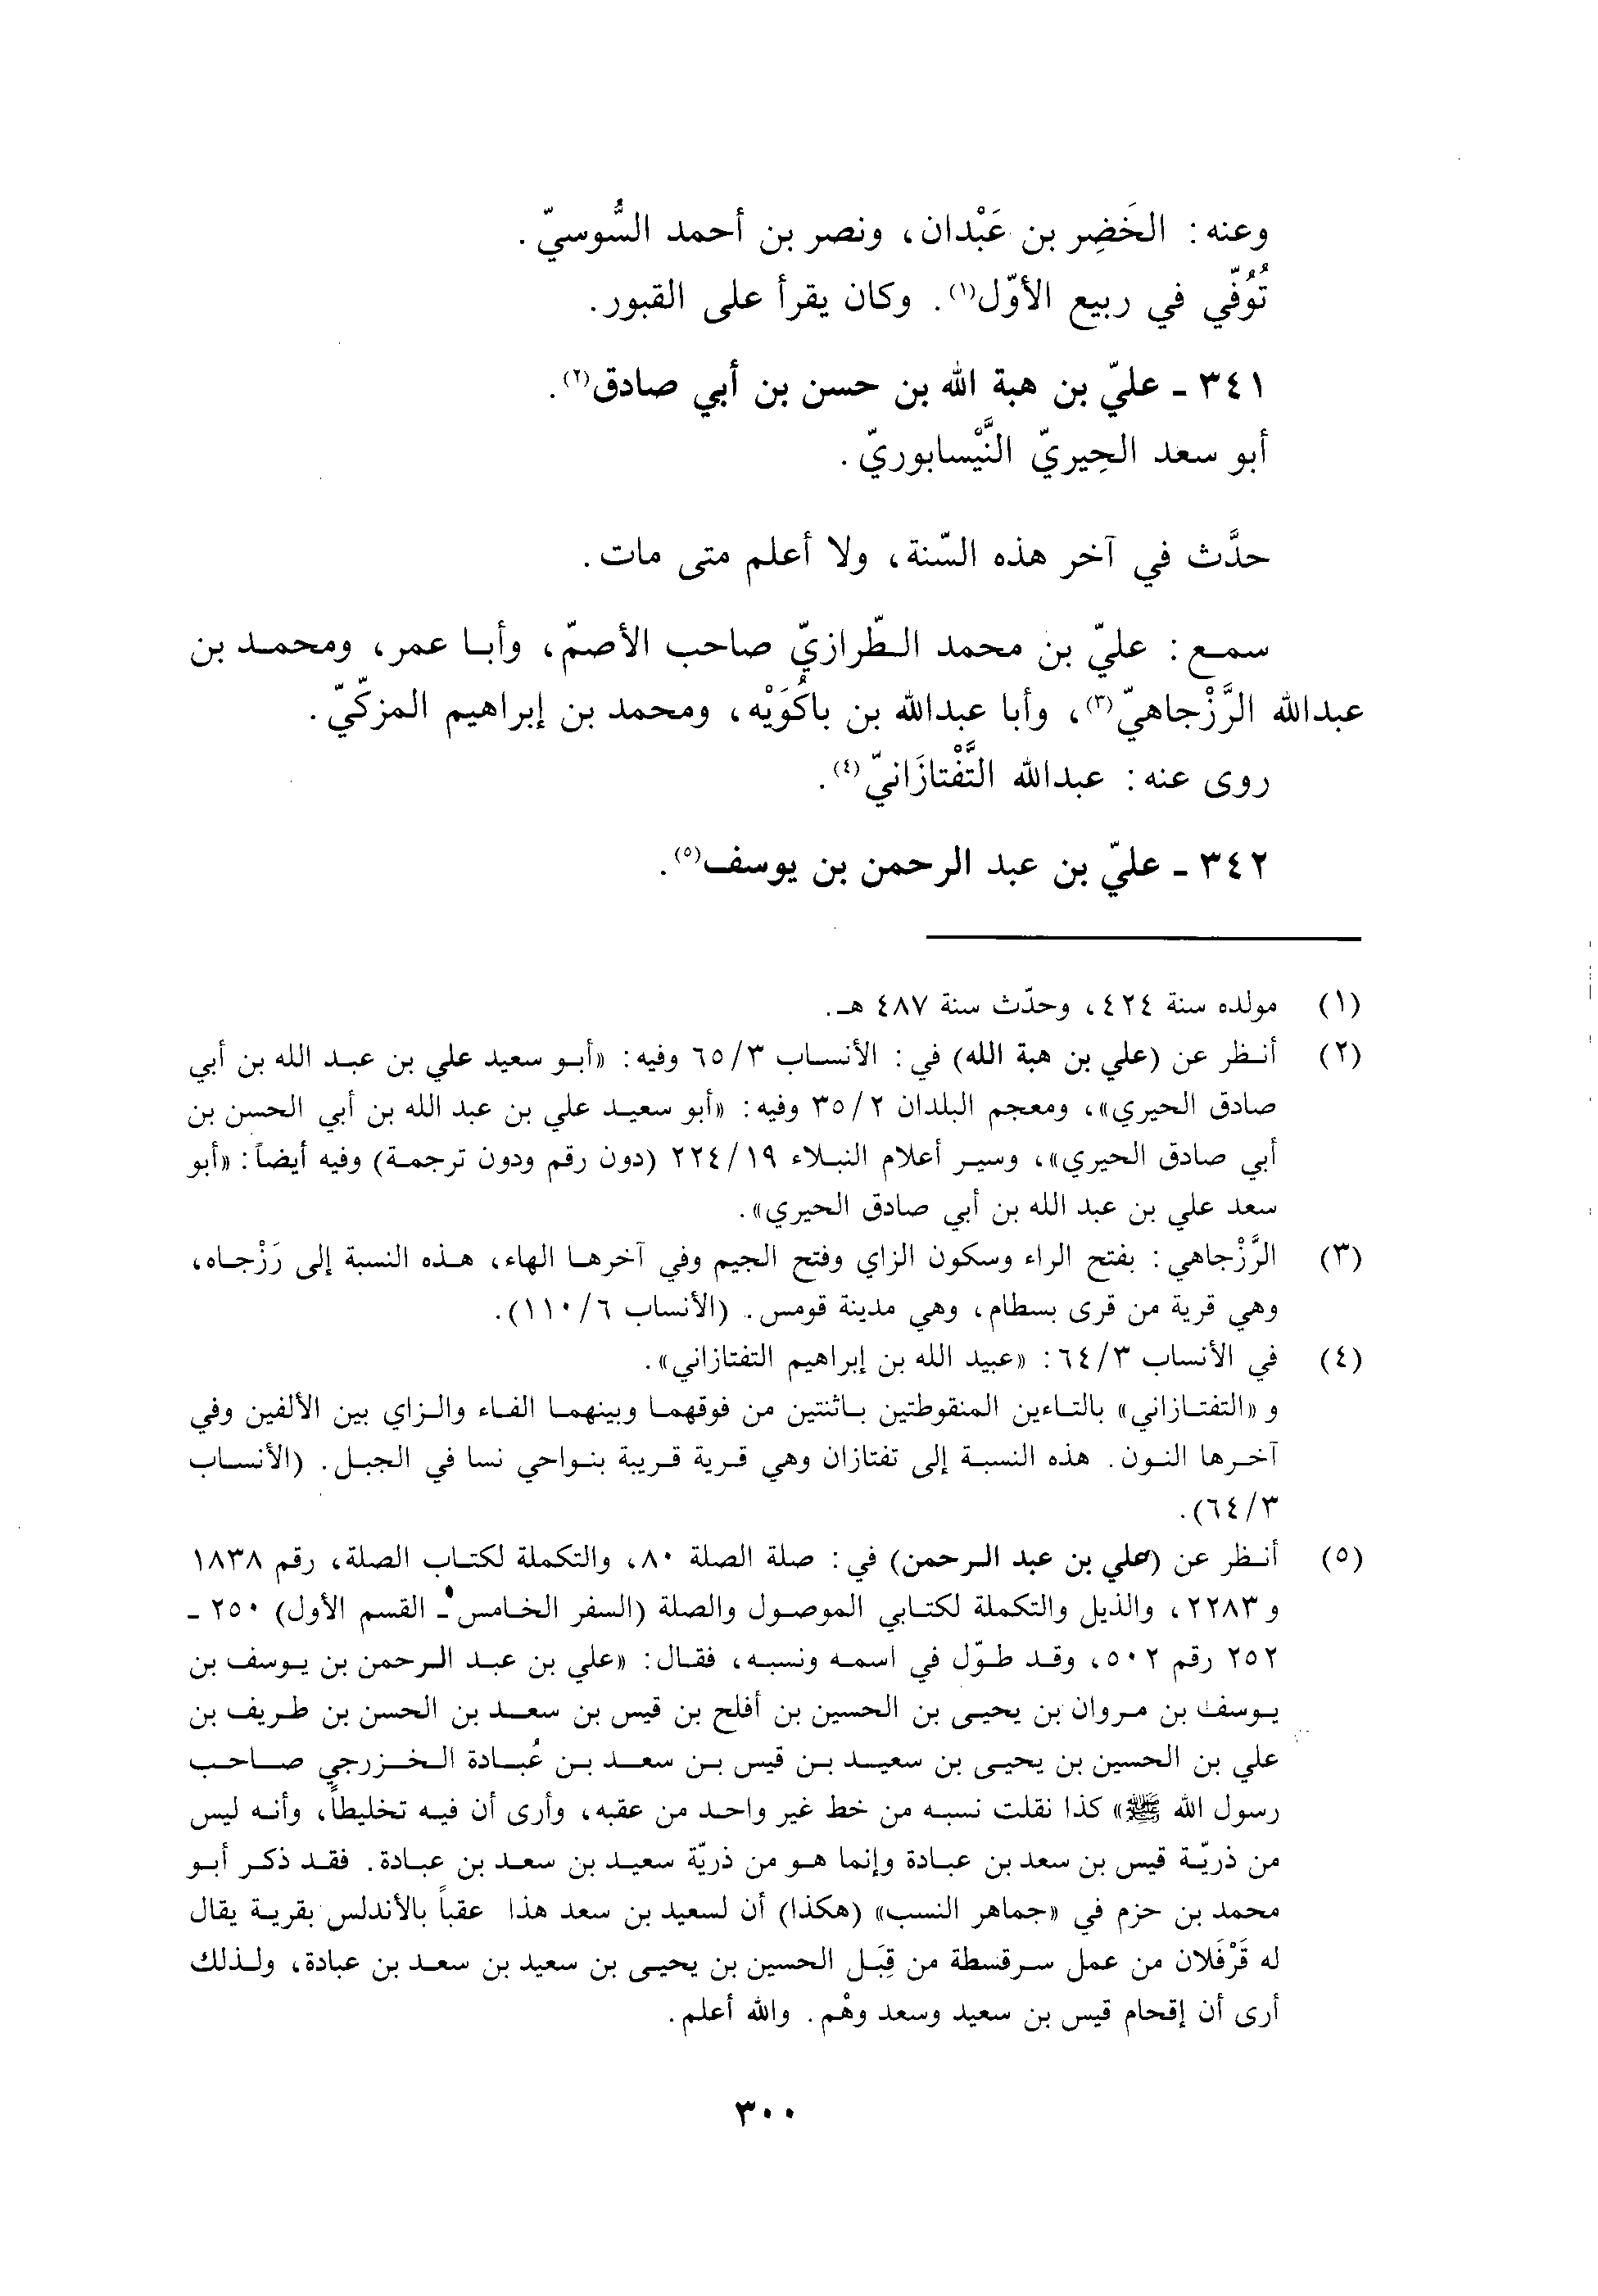 وعنه: الخَضِر بن عَبْدان، ونصر بن أحمد السُّوسيّ.
تُوُفّي في ربيع الأوّل(١). وكان يقرأ على القبور.
٣٤١ ـ عليّ بن هبة الله بن حسن بن أبي صادق(٢).
أبو سعد الحِيريّ النَّيْسابوريّ.
حدَّث في آخر هذه السّنة، ولا أعلم متى مات.
سمع: عليّ بن محمد الطّرازيّ صاحب الأصمّ، وأبا عمر، ومحمد بن
عبدالله الرَّزْجاهيّ(٣)، وأبا عبدالله بن باكُوَيْه، ومحمد بن إبراهيم المزكّيّ.
روى عنه: عبدالله التَّفْتازَانيّ(٤).
٣٤٢ ـ عليّ بن عبد الرحمن بن يوسف(٥).
(١) مولده سنة ٤٢٤، وحدّث سنة ٤٨٧ هـ.
(٢) أنظر عن (علي بن هبة الله) في: الأنساب ٦٥/٣ وفيه: «أبو سعيد علي بن عبد الله بن أبي
صادق الحيري»، ومعجم البلدان ٣٥/٢ وفيه: «أبو سعيد علي بن عبد الله بن أبي الحسن بن
أبي صادق الحيري»، وسير أعلام النبلاء ٢٢٤/١٩ (دون رقم ودون ترجمة) وفيه أيضاً: «أبو
سعد علي بن عبد الله بن أبي صادق الحيري».
(٣) الرَّزْجاهي: بفتح الراء وسكون الزاي وفتح الجيم وفي آخرها الهاء، هذه النسبة إلى رَزْجاه،
وهي قرية من قرى بسطام، وهي مدينة قومس. (الأنساب ١١٠/٦).
(٤) في الأنساب ٦٤/٣: «عبيد الله بن إبراهيم التفتازاني».
و«التفتازاني» بالتاءين المنقوطتين باثنتين من فوقهما وبينهما الفاء والزاي بين الألفين وفي
آخرها النون. هذه النسبة إلى تفتازان وهي قرية قريبة بنواحي نسا في الجبل. (الأنساب
٦٤/٣).
(٥) أنظر عن (علي بن عبد الرحمن) في: صلة الصلة ٨٠، والتكملة لكتاب الصلة، رقم ١٨٣٨
و ٢٢٨٣، والذيل والتكملة لكتابي الموصول والصلة (السفر الخامس ـ القسم الأول) ٢٥٠ ـ
٢٥٢ رقم ٥٠٢، وقد طوّل في اسمه ونسبه، فقال: «علي بن عبد الرحمن بن يوسف بن
يوسف بن مروان بن يحيى بن الحسين بن أفلح بن قيس بن سعد بن الحسن بن طريف بن
علي بن الحسين بن يحيى بن سعيد بن قيس بن سعد بن عُبادة الخزرجي صاحب
رسول الله ﷺ» كذا نقلت نسبه من خط غير واحد من عقبه، وأرى أن فيه تخليطاً، وأنه ليس
من ذريّة قيس بن سعد بن عبادة وإنما هو من ذريّة سعيد بن سعد بن عبادة. فقد ذكر أبو
محمد بن حزم في «جماهر النسب» (هكذا) أن لسعيد بن سعد هذا عقباً بالأندلس بقرية يقال
له قَرْفَلان من عمل سرقسطة من قِبَل الحسين بن يحيى بن سعيد بن سعد بن عبادة، ولذلك
أرى أن إقحام قيس بن سعيد وسعد وهْم. والله أعلم.
٣٠٠